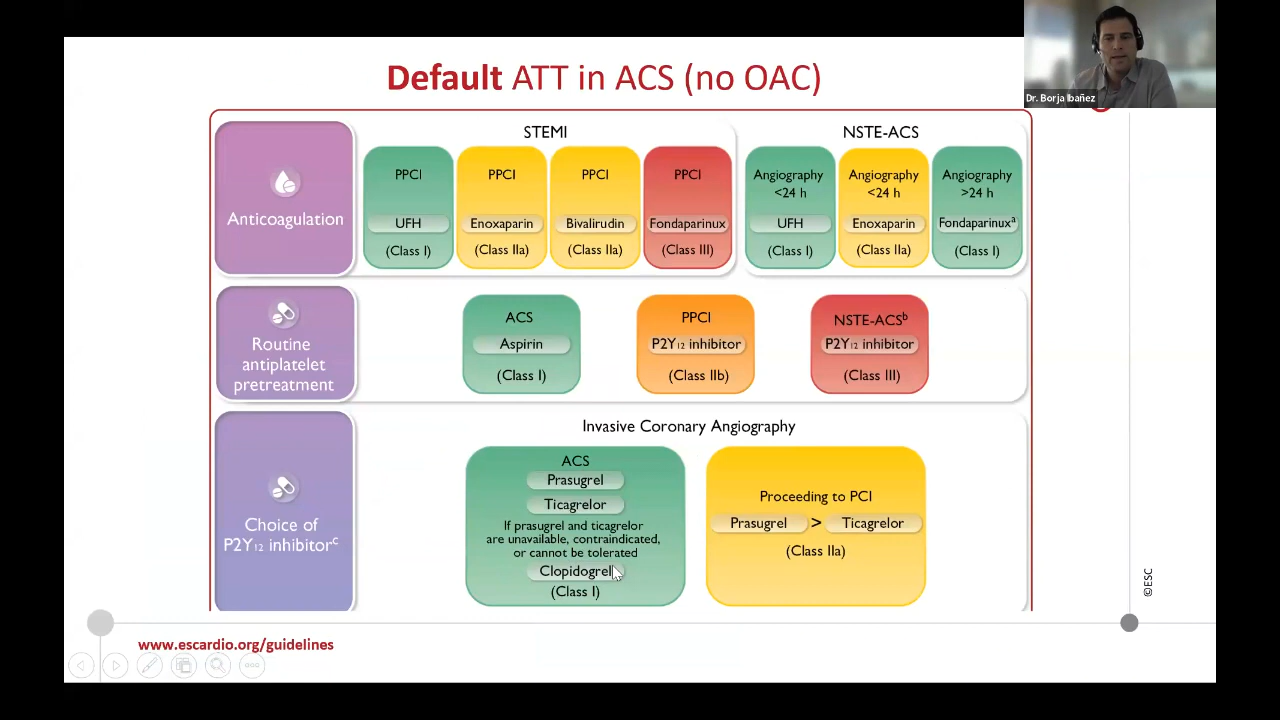 Default ATT in ACS (no OAC)
Dr. Borja Ibañez
Anticoagulation
STEMI
PPCI
UFH
(Class I)
PPCI
Enoxaparin
(Class IIa)
PPCI
Bivalirudin
(Class IIa)
PPCI
Fondaparinux
(Class III)
NSTE-ACS
Angiography
<24 h
UFH
(Class I)
Angiography
<24 h
Enoxaparin
(Class IIa)
Angiography
>24 h
Fondaparinuxᵃ
(Class I)
Routine
antiplatelet
pretreatment
ACS
Aspirin
(Class I)
PPCI
P2Y₁₂ inhibitor
(Class IIb)
NSTE-ACSᵇ
P2Y₁₂ inhibitor
(Class III)
Choice of
P2Y₁₂ inhibitorᶜ
Invasive Coronary Angiography
ACS
Prasugrel
Ticagrelor
If prasugrel and ticagrelor
are unavailable, contraindicated,
or cannot be tolerated
Clopidogrel
(Class I)
Proceeding to PCI
Prasugrel > Ticagrelor
(Class IIa)
©ESC
www.escardio.org/guidelines